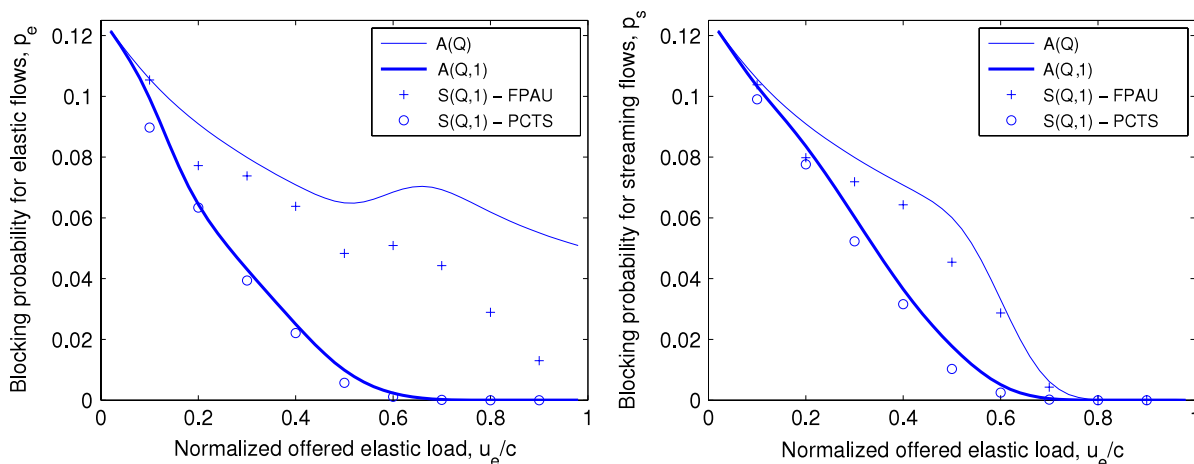 Blocking probability for elastic flows, p_e
0.12
0.1
0.08
0.06
0.04
0.02
0
0
0.2
0.4
0.6
0.8
1
Normalized offered elastic load, u_e/c
A(Q)
A(Q,1)
S(Q,1) − FPAU
S(Q,1) − PCTS
Blocking probability for streaming flows, p_s
0.12
0.1
0.08
0.06
0.04
0.02
0
0
0.2
0.4
0.6
0.8
1
Normalized offered elastic load, u_e/c
A(Q)
A(Q,1)
S(Q,1) − FPAU
S(Q,1) − PCTS